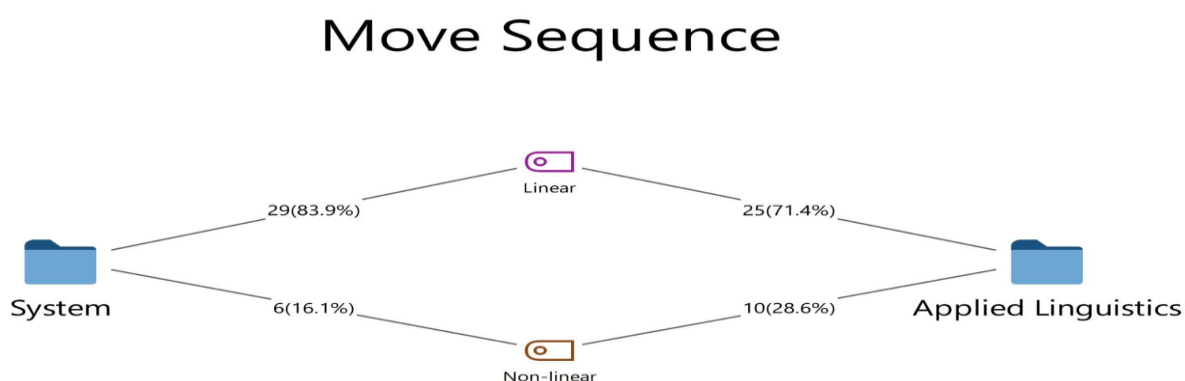 Move Sequence
Linear
29(83.9%)
25(71.4%)
System
Applied Linguistics
6(16.1%)
10(28.6%)
Non-linear